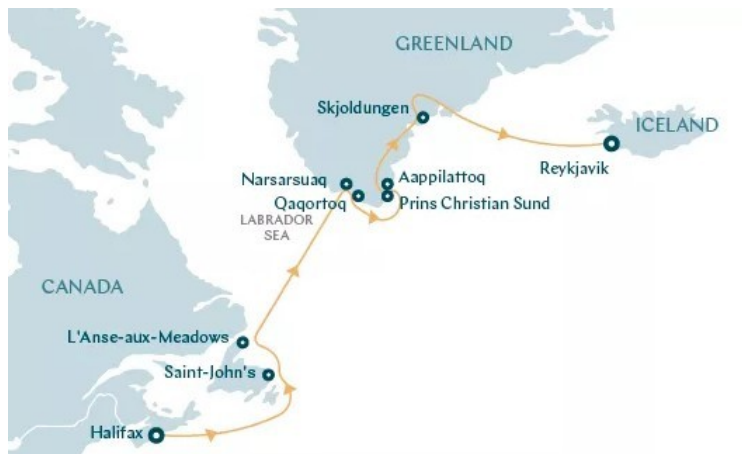 GREENLAND
Skjoldungen
ICELAND
Reykjavik
Narsarsuaq
Aappilattoq
Qaqortoq
Prins Christian Sund
LABRADOR
SEA
CANADA
L'Anse-aux-Meadows
Saint-John's
Halifax